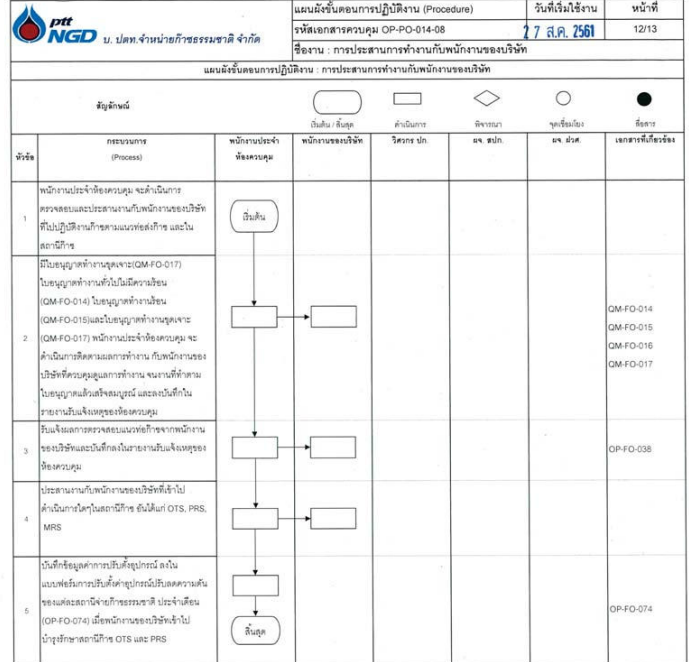 ptt
NGD บ. ปตท.จำหน่ายก๊าซธรรมชาติ จำกัด
แผนผังขั้นตอนการปฏิบัติงาน (Procedure)
วันที่เริ่มใช้งาน
หน้าที่
รหัสเอกสารควบคุม OP-PO-014-08
2 7 ส.ค. 2561
12/13
ชื่องาน : การประสานการทำงานกับพนักงานของบริษัท
แผนผังขั้นตอนการปฏิบัติงาน : การประสานการทำงานกับพนักงานของบริษัท
สัญลักษณ์
เริ่มต้น / สิ้นสุด
ดำเนินการ
พิจารณา
จุดเชื่อมโยง
สื่อสาร
หัวข้อ
กระบวนการ
(Process)
พนักงานประจำ
ห้องควบคุม
พนักงานของบริษัท
วิศวกร ปก.
ผจ. สปก.
ผจ. ฝวศ.
เอกสารที่เกี่ยวข้อง
1
พนักงานประจำห้องควบคุม จะดำเนินการ
ตรวจสอบและประสานงานกับพนักงานของบริษัท
ที่ไปปฏิบัติงานก๊าซตามแนวท่อส่งก๊าซ และใน
สถานีก๊าซ
เริ่มต้น
2
มีใบอนุญาตทำงานขุดเจาะ(QM-FO-017)
ใบอนุญาตทำงานทั่วไปไม่มีความร้อน
(QM-FO-014) ใบอนุญาตทำงานร้อน
(QM-FO-015)และใบอนุญาตทำงานขุดเจาะ
(QM-FO-017) พนักงานประจำห้องควบคุม จะ
ดำเนินการติดตามผลการทำงาน กับพนักงานของ
บริษัทที่ควบคุมดูแลการทำงาน จนงานที่ทำตาม
ใบอนุญาตแล้วเสร็จสมบูรณ์ และลงบันทึกใน
รายงานรับแจ้งเหตุของห้องควบคุม
QM-FO-014
QM-FO-015
QM-FO-016
QM-FO-017
3
รับแจ้งผลการตรวจสอบแนวท่อก๊าซจากพนักงาน
ของบริษัทและบันทึกลงในรายงานรับแจ้งเหตุของ
ห้องควบคุม
OP-FO-038
4
ประสานงานกับพนักงานของบริษัทที่เข้าไป
ดำเนินการใดๆในสถานีก๊าซ อันได้แก่ OTS, PRS,
MRS
5
บันทึกข้อมูลค่าการปรับตั้งอุปกรณ์ ลงใน
แบบฟอร์มการปรับตั้งค่าอุปกรณ์ปรับลดความดัน
ของแต่ละสถานีจ่ายก๊าซธรรมชาติ ประจำเดือน
(OP-FO-074) เมื่อพนักงานของบริษัทเข้าไป
บำรุงรักษาสถานีก๊าซ OTS และ PRS
สิ้นสุด
OP-FO-074